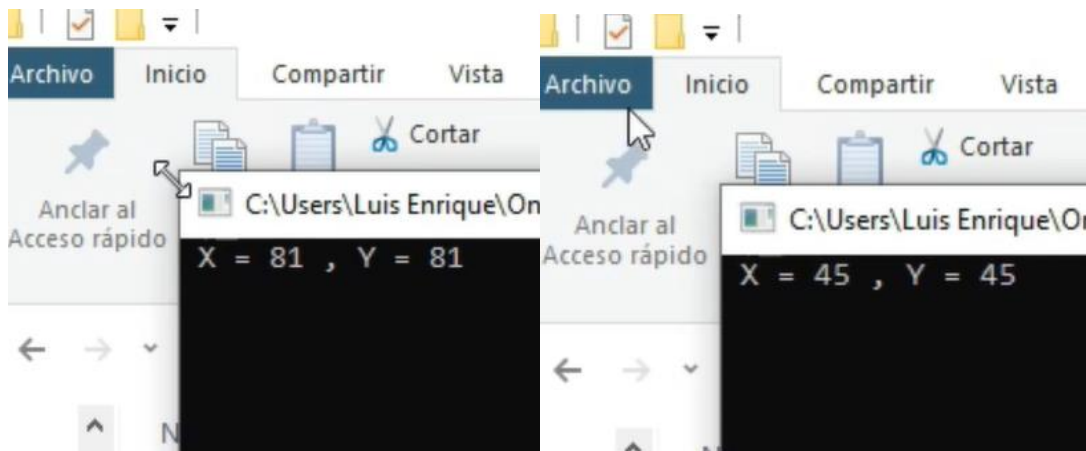 Archivo Inicio Compartir Vista
Cortar
Anclar al
Acceso rápido
C:\Users\Luis Enrique\On
X = 81 , Y = 81
N
Archivo Inicio Compartir Vista
Cortar
Anclar al
Acceso rápido
C:\Users\Luis Enrique\On
X = 45 , Y = 45